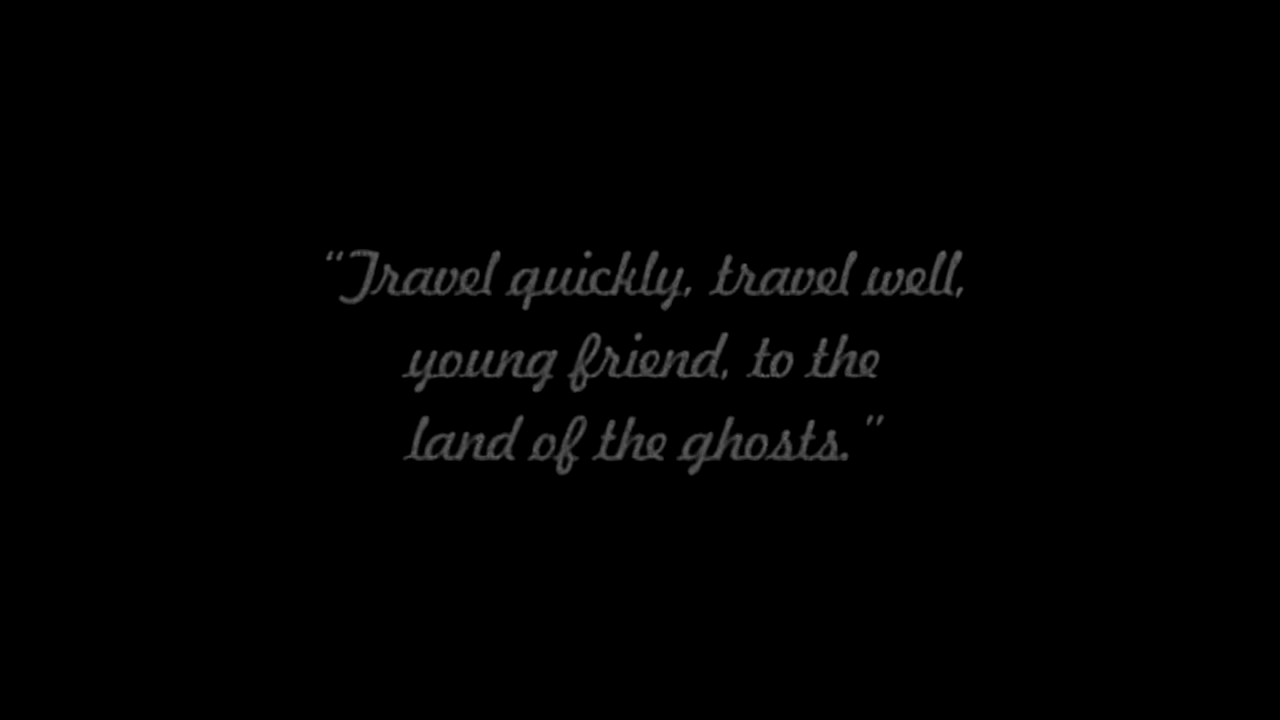 “Travel quickly, travel well,
young friend, to the
land of the ghosts.”